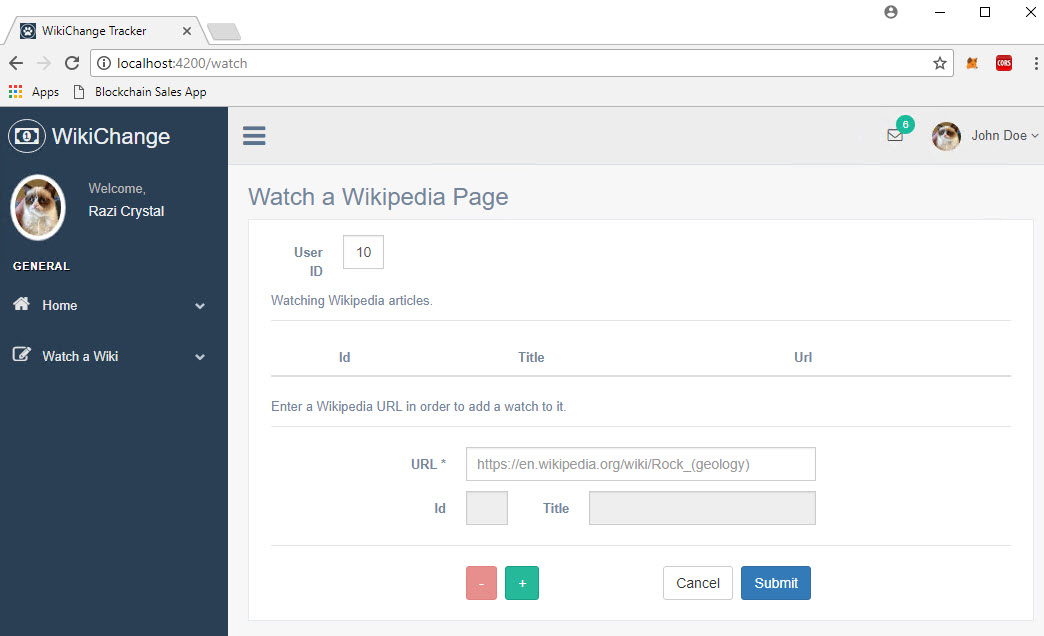 WikiChange Tracker
localhost:4200/watch
CORS
Apps
Blockchain Sales App
WikiChange
6
John Doe
Welcome,
Razi Crystal
Watch a Wikipedia Page
GENERAL
User ID
10
Home
Watching Wikipedia articles.
Watch a Wiki
Id Title Url
Enter a Wikipedia URL in order to add a watch to it.
URL * https://en.wikipedia.org/wiki/Rock_(geology)
Id Title
- + Cancel Submit